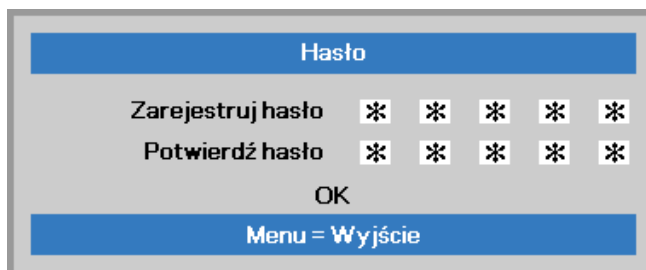 Hasło
Zarejestruj hasło * * * * *
Potwierdź hasło * * * * *
OK
Menu = Wyjście